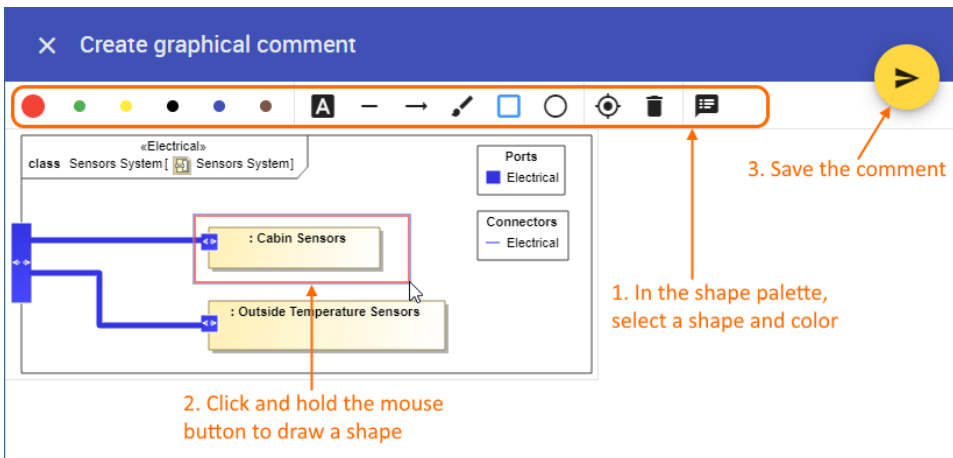 Create graphical comment
A
3. Save the comment
«Electrical»
class Sensors System [ Sensors System]
Ports
Electrical
Connectors
Electrical
: Cabin Sensors
: Outside Temperature Sensors
1. In the shape palette,
select a shape and color
2. Click and hold the mouse
button to draw a shape